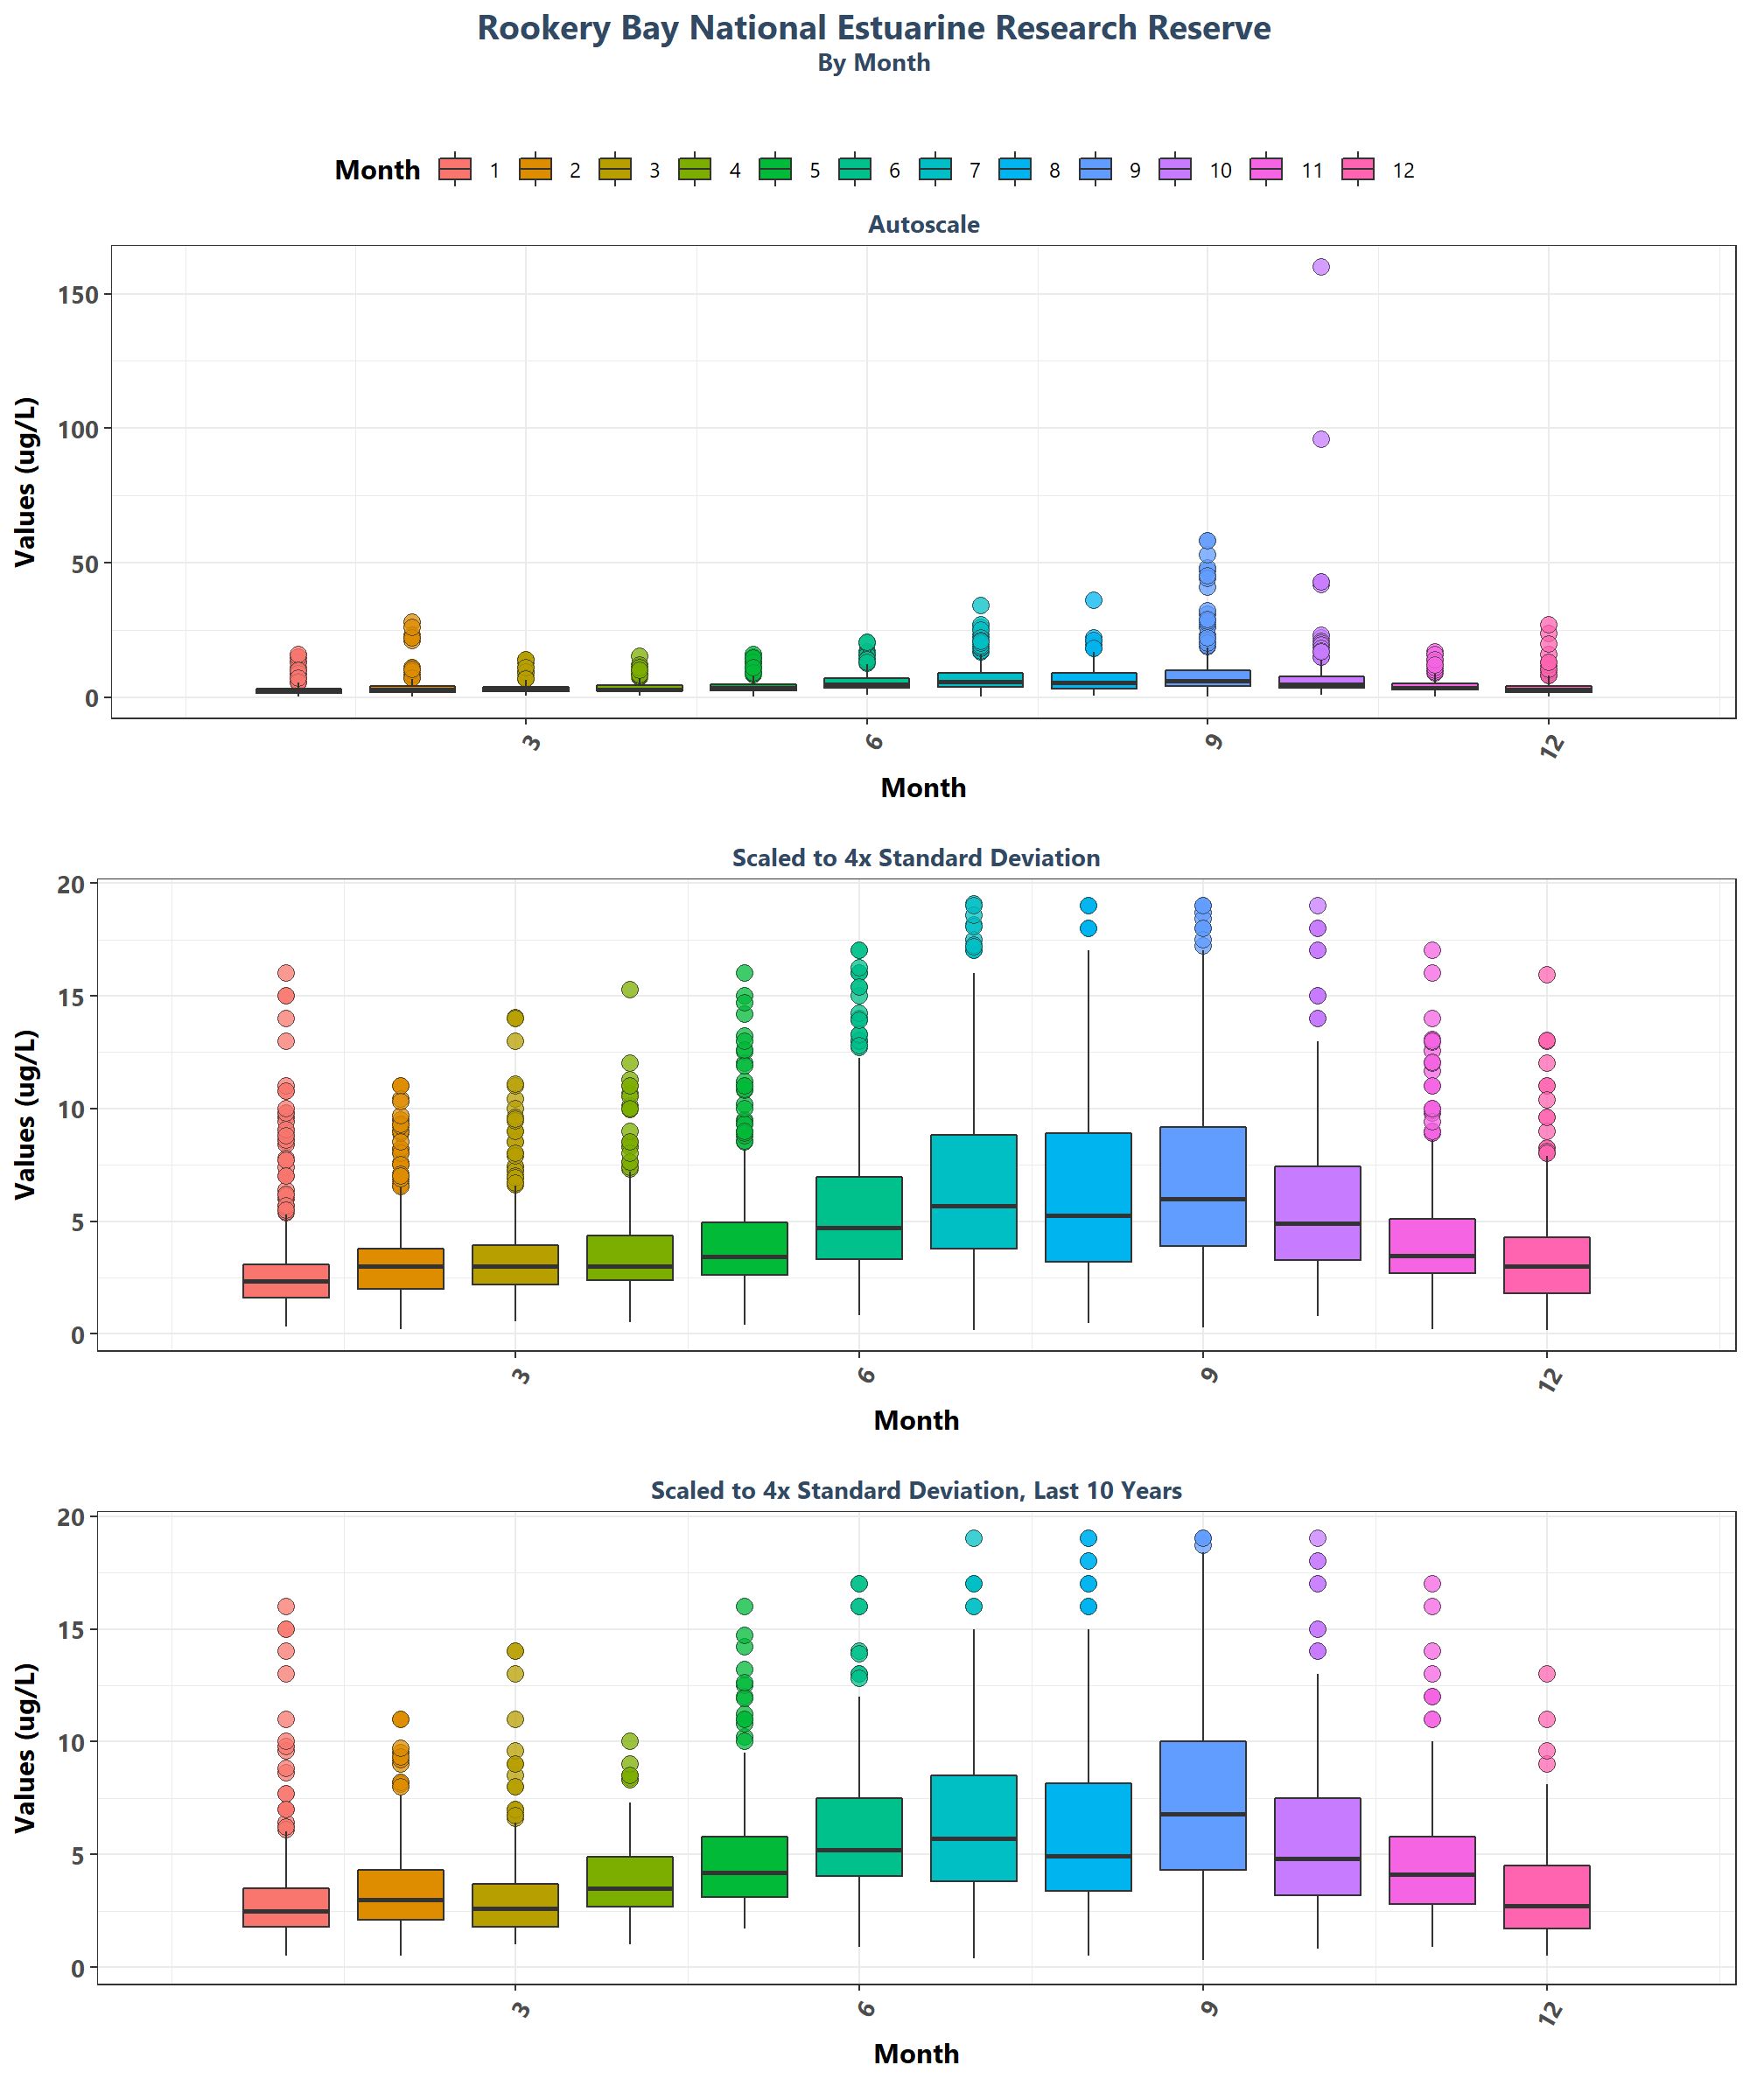 Rookery Bay National Estuarine Research Reserve
By Month
Month 1 2 3 4 5 6 7 8 9 10 11 12
Autoscale
Values (ug/L)
150
100
50
0
3 6 9 12
Month
Scaled to 4x Standard Deviation
Values (ug/L)
20
15
10
5
0
3 6 9 12
Month
Scaled to 4x Standard Deviation, Last 10 Years
Values (ug/L)
20
15
10
5
0
3 6 9 12
Month